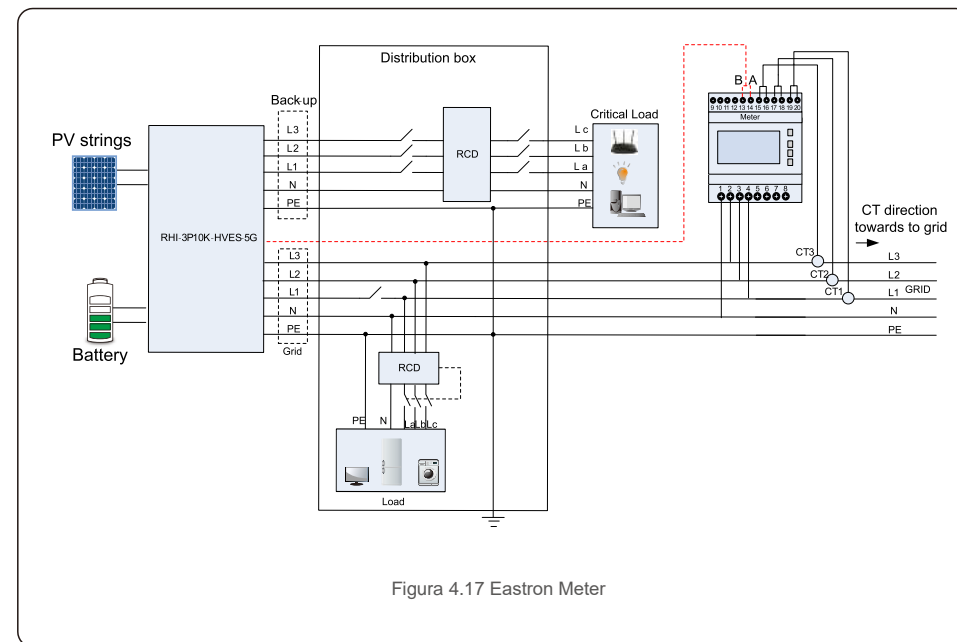 Distribution box
B A
9 10 11 12 13 14 15 16 17 18 19 20
Meter
1 2 3 4 5 6 7 8
Back-up
PV strings
L3
L2
L1
N
PE
RCD
L c
L b
L a
N
PE
Critical Load
RHI-3P10K-HVES-5G
CT direction
towards to grid
CT3
CT2
CT1
L3
L2
L1
N
PE
Grid
L3
L2
L1 GRID
N
PE
Battery
RCD
PE N LaLbLc
Load
Figura 4.17 Eastron Meter